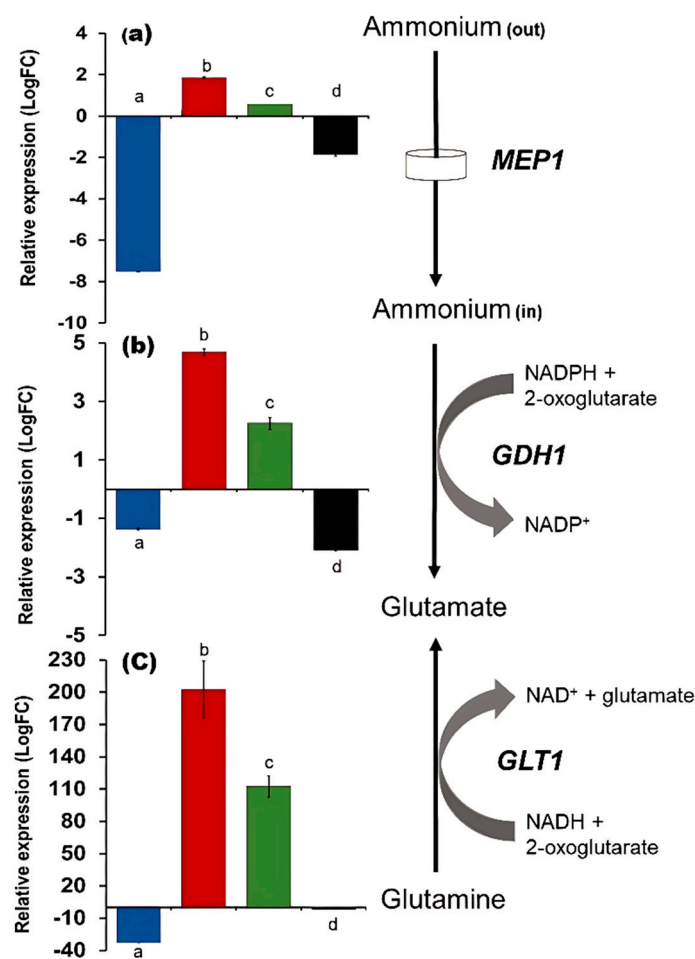 (a)
Relative expression (LogFC)
4
2
0
-2
-4
-6
-8
-10
a
b
c
d
Ammonium (out)
MEP1
Ammonium (in)
(b)
Relative expression (LogFC)
5
3
1
-1
-3
-5
a
b
c
d
NADPH +
2-oxoglutarate
GDH1
NADP+
Glutamate
(C)
Relative expression (LogFC)
230
200
170
140
110
80
50
20
-10
-40
a
b
c
d
NAD+ + glutamate
GLT1
NADH +
2-oxoglutarate
Glutamine